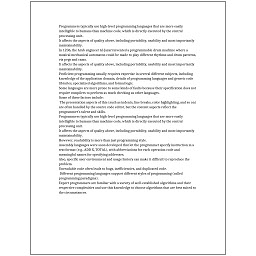 Programmers typically use high-level programming languages that are more easily
intelligible to humans than machine code, which is directly executed by the central
processing unit.
It affects the aspects of quality above, including portability, usability and most importantly
maintainability.
In 1206, the Arab engineer Al-Jazari invented a programmable drum machine where a
musical mechanical automaton could be made to play different rhythms and drum patterns,
via pegs and cams.
It affects the aspects of quality above, including portability, usability and most importantly
maintainability.
Proficient programming usually requires expertise in several different subjects, including
knowledge of the application domain, details of programming languages and generic code
libraries, specialized algorithms, and formal logic.
Some languages are more prone to some kinds of faults because their specification does not
require compilers to perform as much checking as other languages.
Some of these factors include:
The presentation aspects of this (such as indents, line breaks, color highlighting, and so on)
are often handled by the source code editor, but the content aspects reflect the
programmer's talent and skills.
Programmers typically use high-level programming languages that are more easily
intelligible to humans than machine code, which is directly executed by the central
processing unit.
It affects the aspects of quality above, including portability, usability and most importantly
maintainability.
However, readability is more than just programming style.
Assembly languages were soon developed that let the programmer specify instruction in a
text format (e.g., ADD X, TOTAL), with abbreviations for each operation code and
meaningful names for specifying addresses.
Also, specific user environment and usage history can make it difficult to reproduce the
problem.
Unreadable code often leads to bugs, inefficiencies, and duplicated code.
Different programming languages support different styles of programming (called
programming paradigms).
Expert programmers are familiar with a variety of well-established algorithms and their
respective complexities and use this knowledge to choose algorithms that are best suited to
the circumstances.